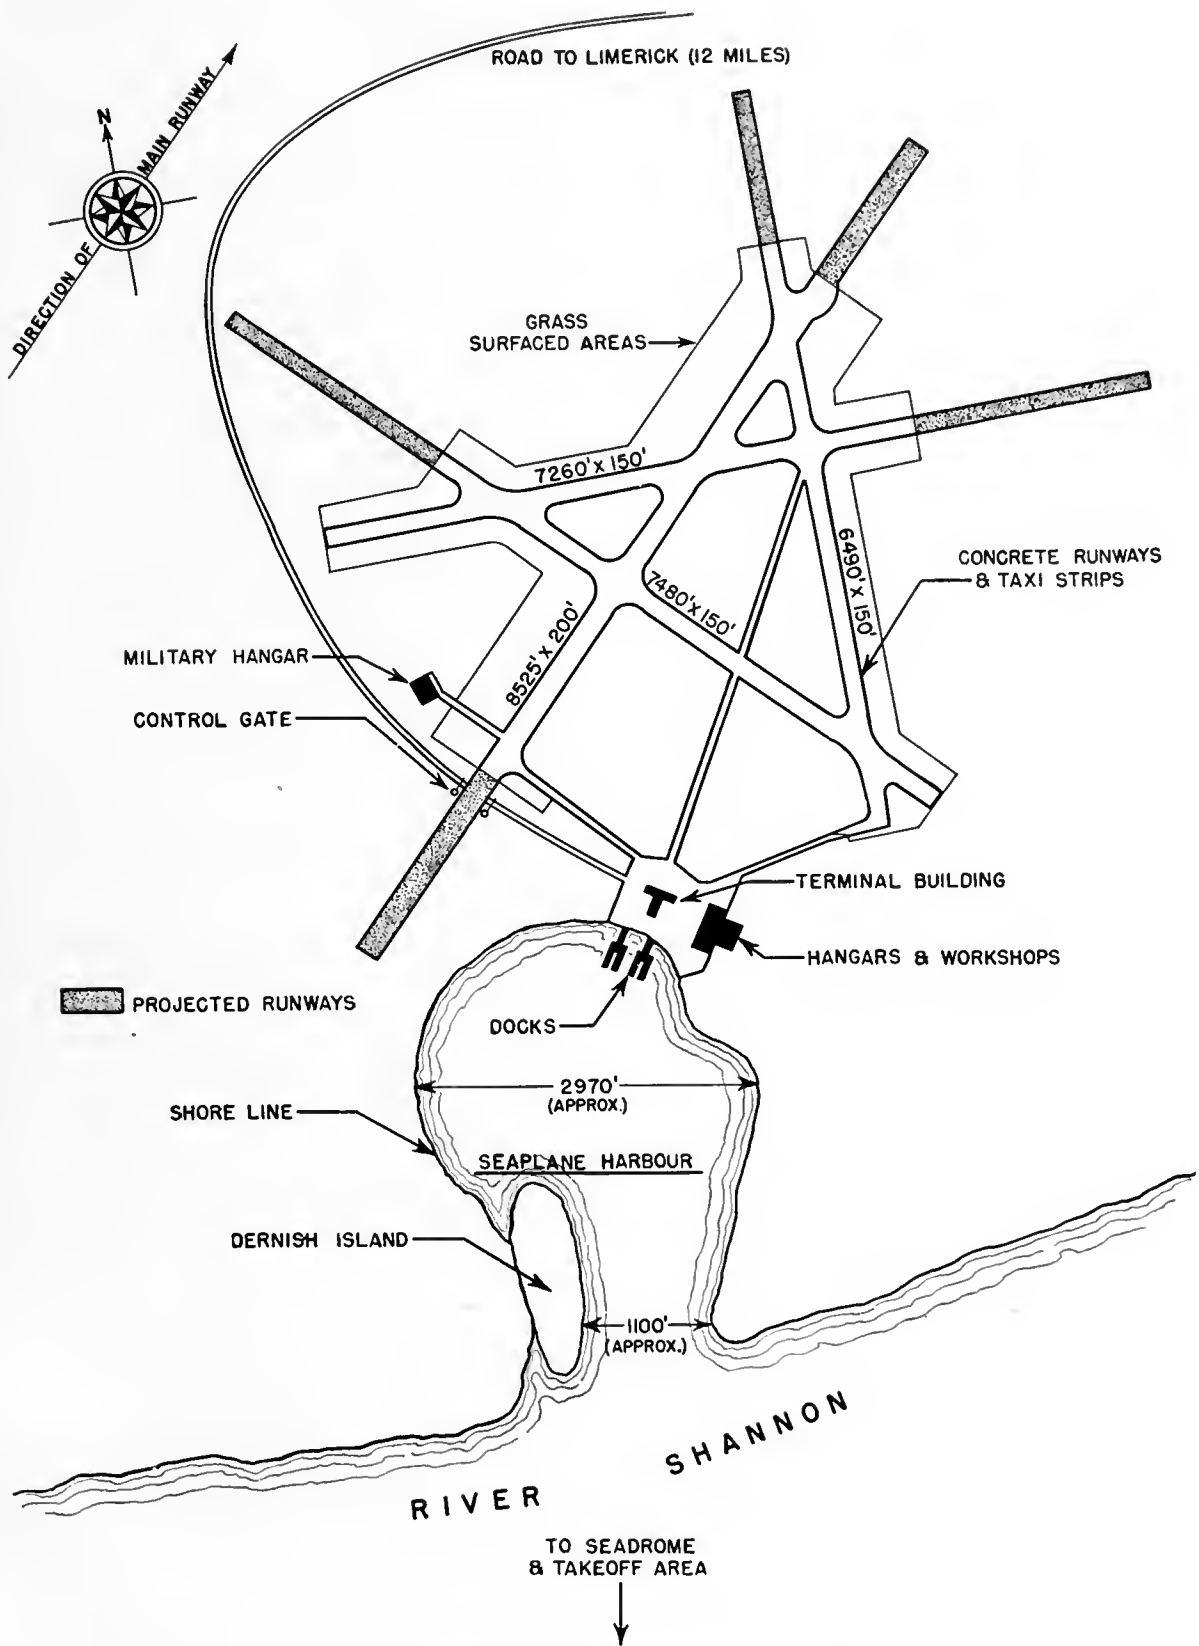 ROAD TO LIMERICK (12 MILES)
N
DIRECTION OF MAIN RUNWAY
GRASS
SURFACED AREAS
7260' X 150'
6490' X 150'
CONCRETE RUNWAYS
& TAXI STRIPS
7480' X 150'
8525' X 200'
MILITARY HANGAR
CONTROL GATE
TERMINAL BUILDING
HANGARS & WORKSHOPS
PROJECTED RUNWAYS
DOCKS
2970'
(APPROX.)
SHORE LINE
SEAPLANE HARBOUR
DERNISH ISLAND
1100'
(APPROX.)
RIVER SHANNON
TO SEADROME
& TAKEOFF AREA